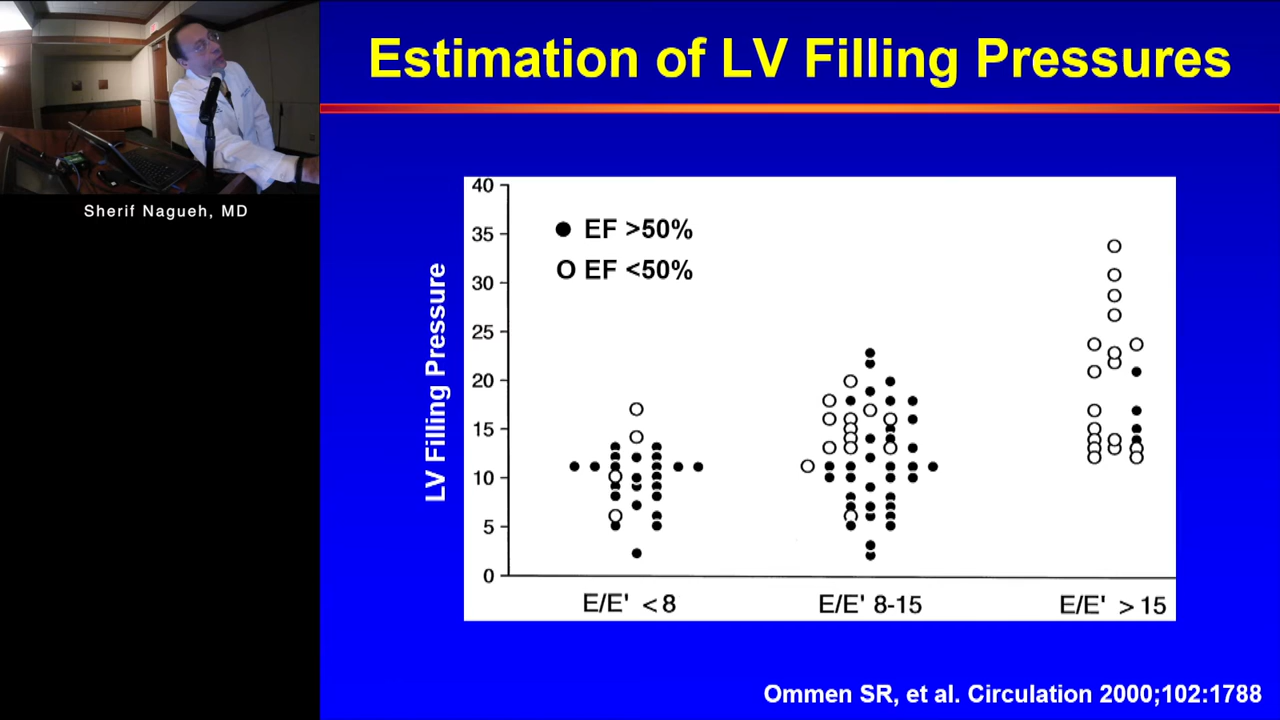 Estimation of LV Filling Pressures
Sherif Nagueh, MD
LV Filling Pressure
40
35
30
25
20
15
10
5
0
EF >50%
EF <50%
E/E' <8
E/E' 8-15
E/E' >15
Ommen SR, et al. Circulation 2000;102:1788